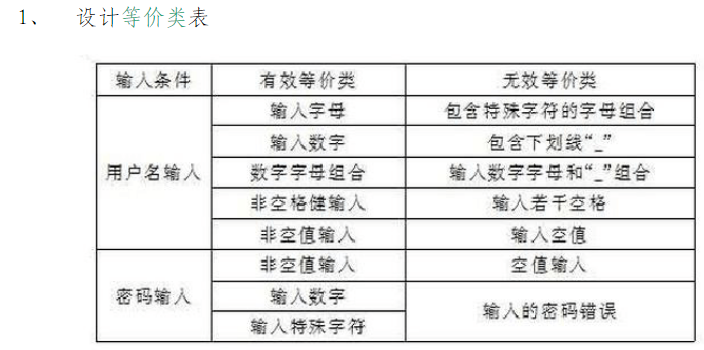 1、 设计等价类表
输入条件 有效等价类 无效等价类
用户名输入 输入字母 包含特殊字符的字母组合
输入数字 包含下划线“_”
数字字母组合 输入数字字母和“_”组合
非空格健输入 输入若干空格
非空值输入 输入空值
密码输入 非空值输入 空值输入
输入数字 输入的密码错误
输入特殊字符